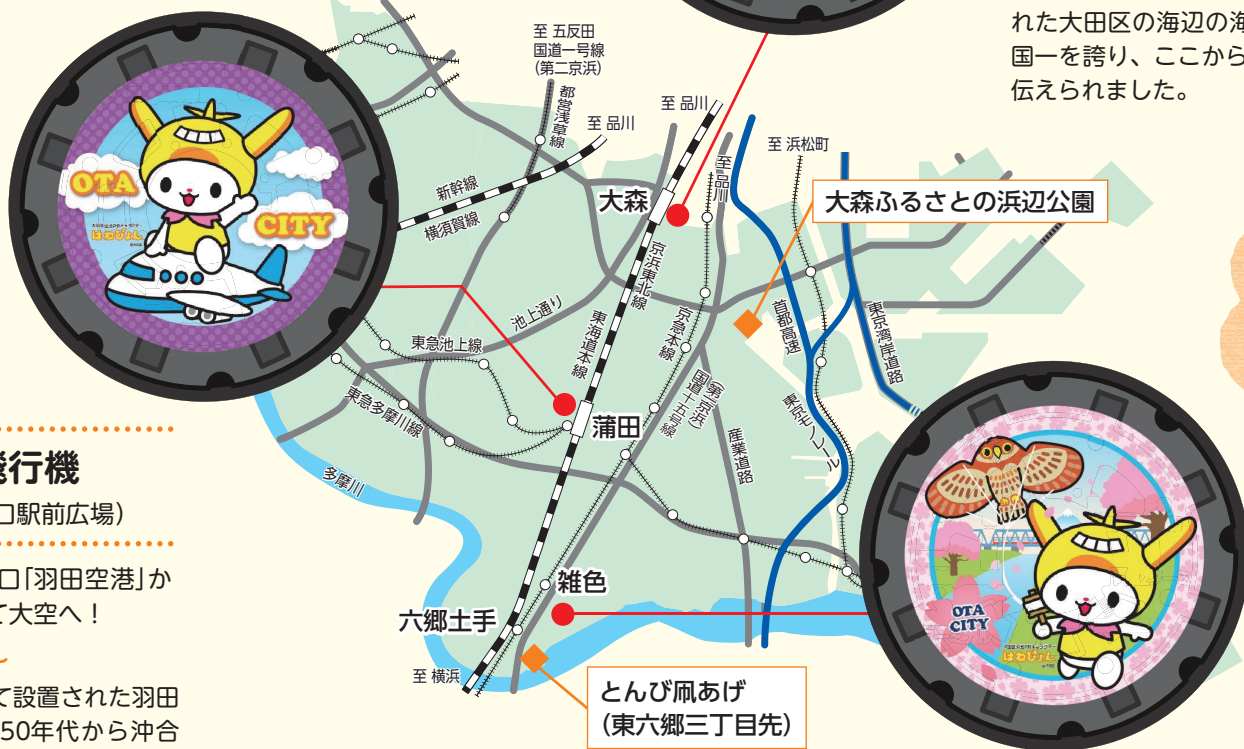 れた大田区の海辺の海
国一を誇り、ここから
伝えられました。
至 五反田
国道一号線
(第二京浜)
都営浅草線
至 品川
至 品川
至 品川
至 浜松町
新幹線
横須賀線
大森
大森ふるさとの浜辺公園
OTA
CITY
はねぴょん
京浜東北線
池上通り
東海道本線
京急本線
首都高速
東京湾岸道路
東急池上線
東急多摩川線
(第一京浜)
国道十五号線
東京モノレール
蒲田
産業道路
多摩川
飛行機
口駅前広場)
口「羽田空港」か
て大空へ！
て設置された羽田
50年代から沖合
雑色
六郷土手
至 横浜
とんび凧あげ
(東六郷三丁目先)
OTA
CITY
はねぴょん